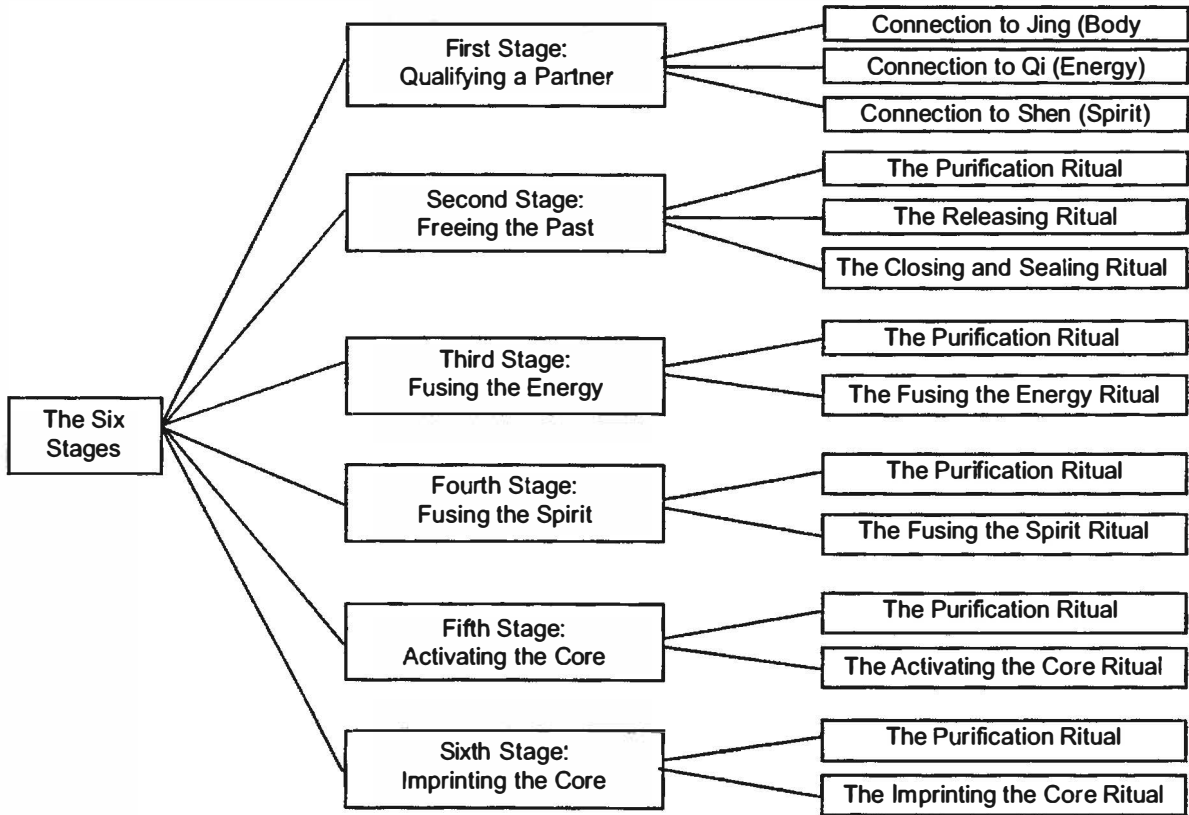 The Six
Stages
First Stage:
Qualifying a Partner
Connection to Jing (Body
Connection to Qi (Energy)
Connection to Shen (Spirit)
Second Stage:
Freeing the Past
The Purification Ritual
The Releasing Ritual
The Closing and Sealing Ritual
Third Stage:
Fusing the Energy
The Purification Ritual
The Fusing the Energy Ritual
Fourth Stage:
Fusing the Spirit
The Purification Ritual
The Fusing the Spirit Ritual
Fifth Stage:
Activating the Core
The Purification Ritual
The Activating the Core Ritual
Sixth Stage:
Imprinting the Core
The Purification Ritual
The Imprinting the Core Ritual